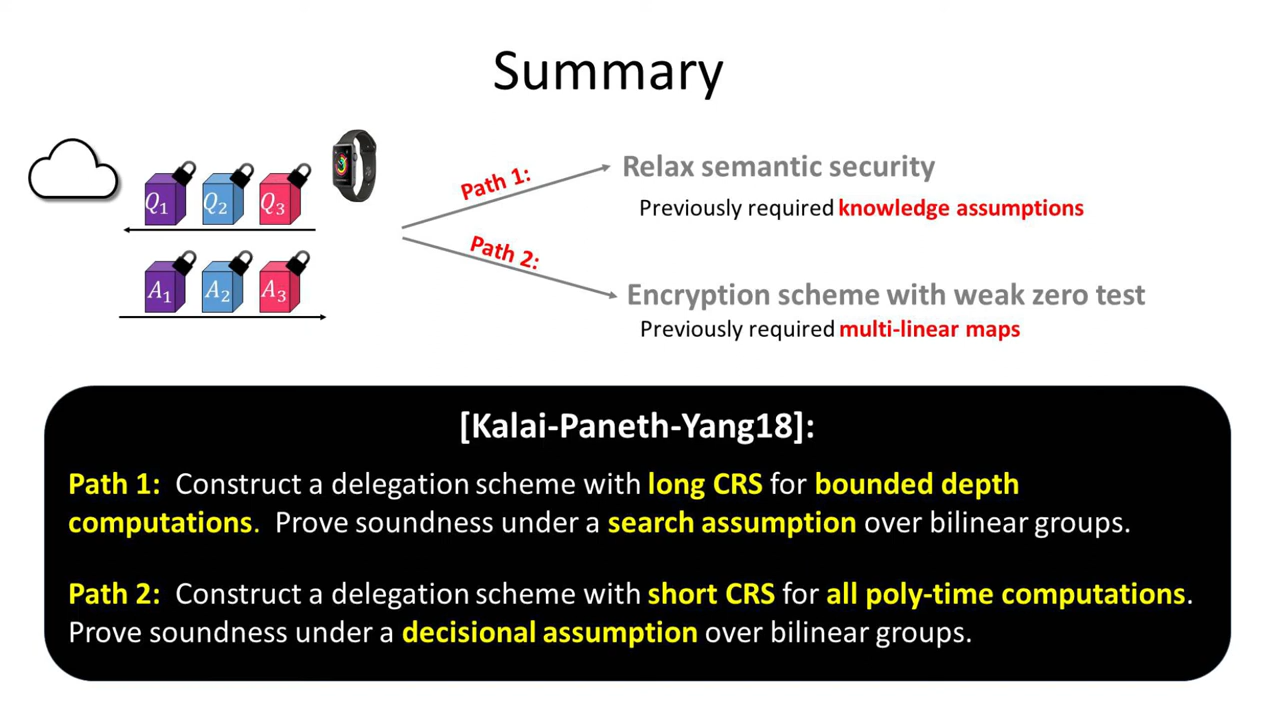 Summary
Q1 Q2 Q3
A1 A2 A3
Path 1:
Relax semantic security
Previously required knowledge assumptions
Path 2:
Encryption scheme with weak zero test
Previously required multi-linear maps
[Kalai-Paneth-Yang18]:
Path 1: Construct a delegation scheme with long CRS for bounded depth
computations. Prove soundness under a search assumption over bilinear groups.
Path 2: Construct a delegation scheme with short CRS for all poly-time computations.
Prove soundness under a decisional assumption over bilinear groups.